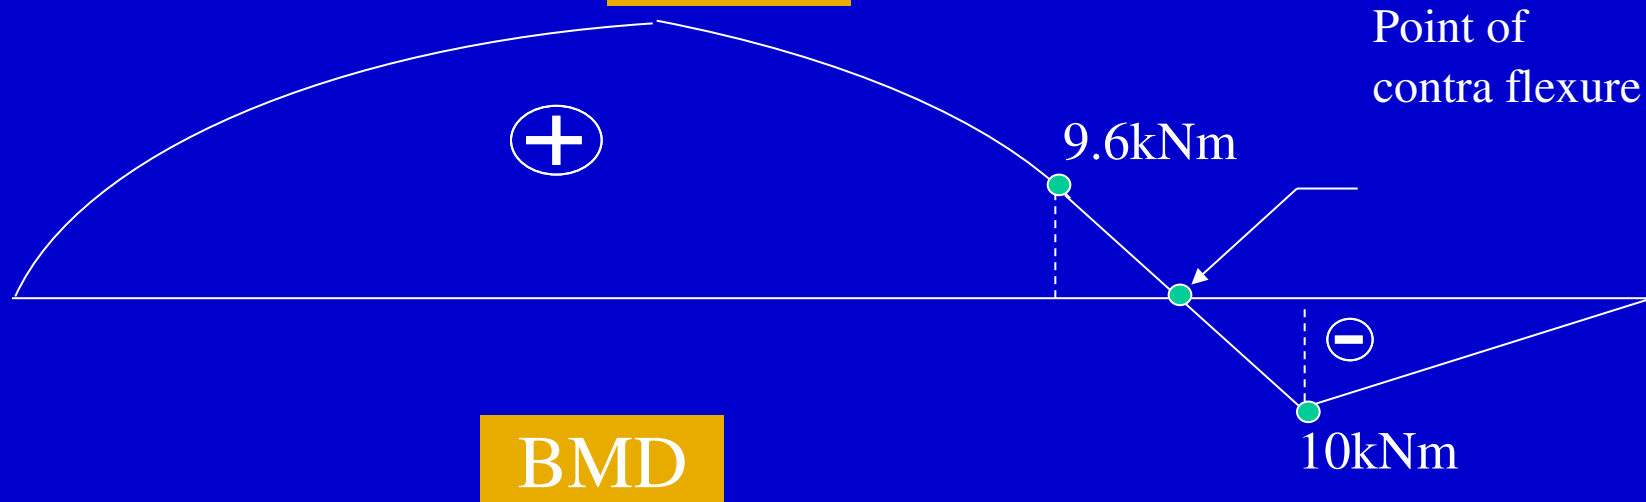 Point of
contra flexure
9.6kNm
10kNm
BMD